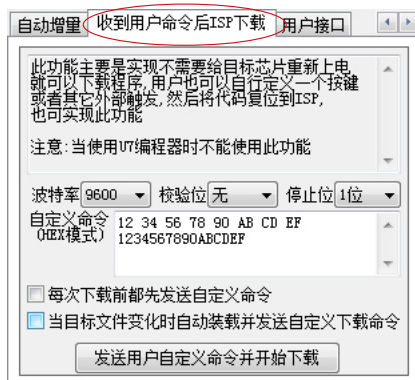 自动增量 收到用户命令后ISP下载 用户接口
此功能主要是实现不需要给目标芯片重新上电
就可以下载程序,用户也可以自行定义一个按键
或者其它外部触发,然后将代码复位到ISP,
也可实现此功能
注意:当使用U7编程器时不能使用此功能
波特率 9600 校验位 无 停止位 1位
自定义命令
(HEX模式)
12 34 56 78 90 AB CD EF
1234567890ABCDEF
每次下载前都先发送自定义命令
当目标文件变化时自动装载并发送自定义下载命令
发送用户自定义命令并开始下载